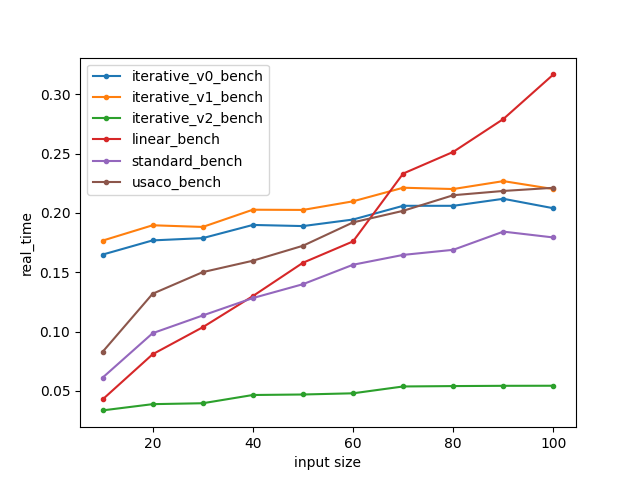 iterative_v0_bench
iterative_v1_bench
iterative_v2_bench
linear_bench
standard_bench
usaco_bench
real_time
0.30
0.25
0.20
0.15
0.10
0.05
20
40
60
80
100
input size